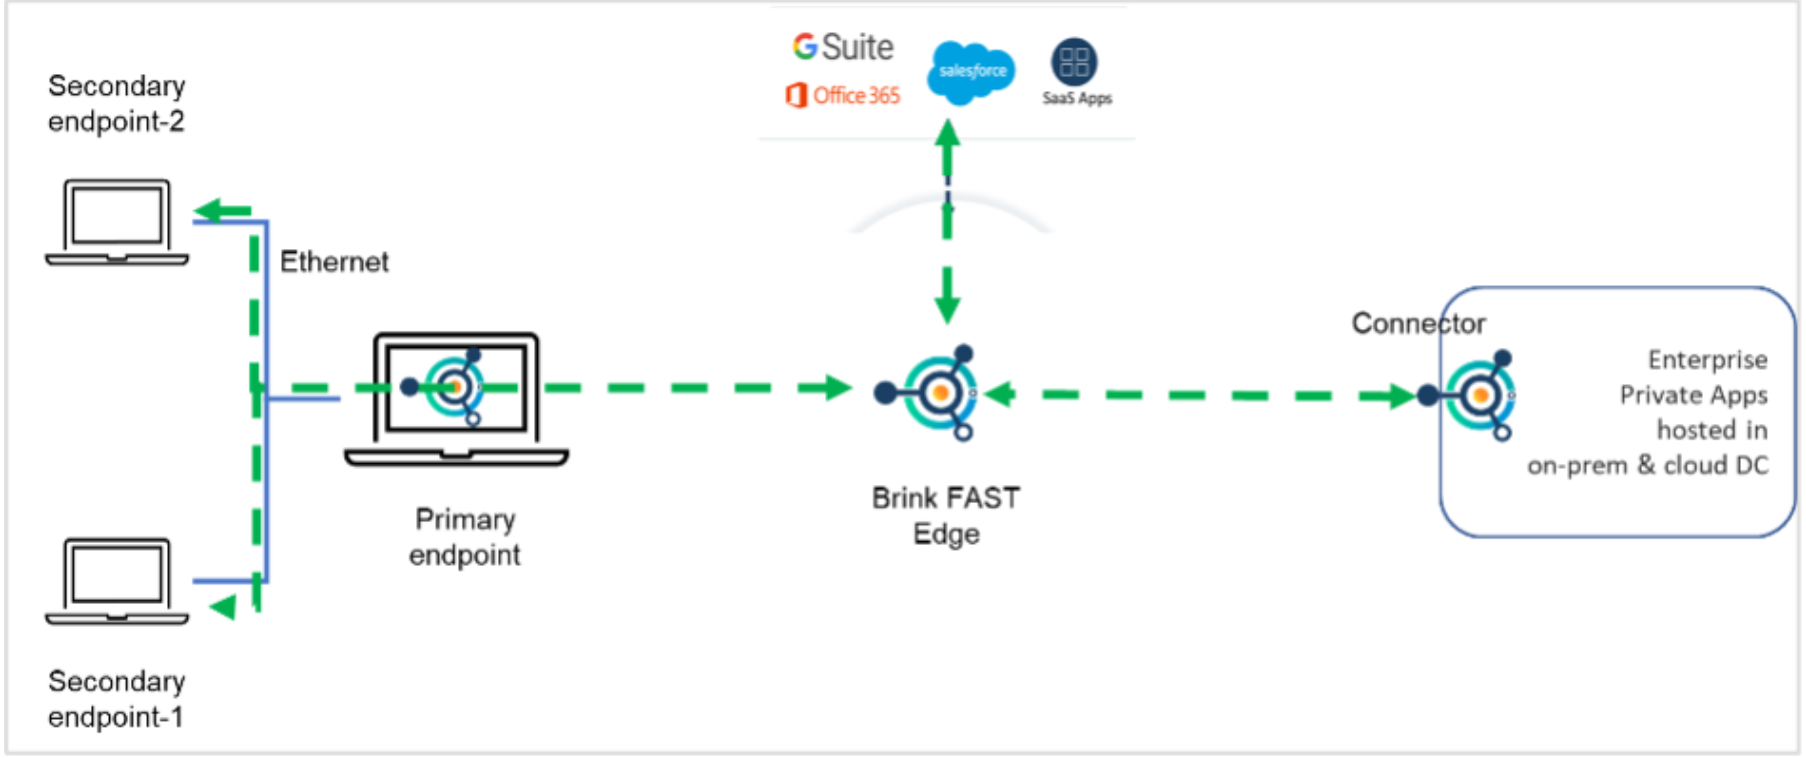 G Suite
Office 365
salesforce
SaaS Apps
Secondary
endpoint-2
Ethernet
Primary
endpoint
Secondary
endpoint-1
Brink FAST
Edge
Connector
Enterprise
Private Apps
hosted in
on-prem & cloud DC